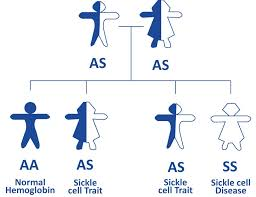 AS AS
AA AS AS SS
Normal Sickle Sickle Sickle cell
Hemoglobin cell Trait cell Trait Disease